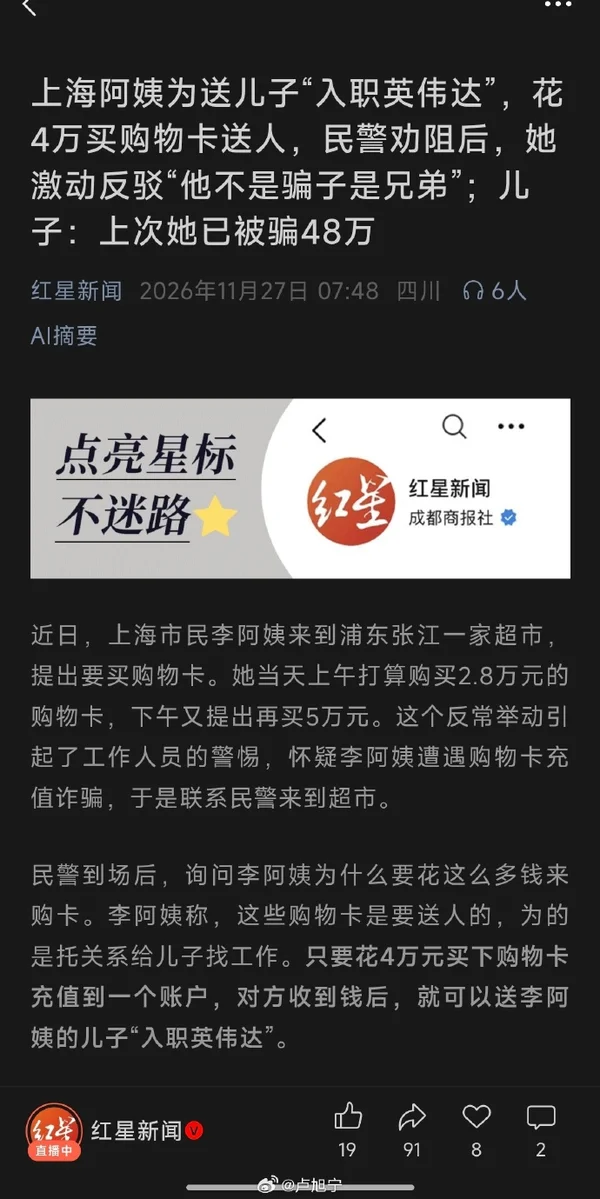 上海阿姨为送儿子“入职英伟达”，花
4万买购物卡送人，民警劝阻后，她
激动反驳“他不是骗子是兄弟”；儿
子：上次她已被骗48万
红星新闻 2026年11月27日 07:48 四川 6人
AI摘要
点亮星标
不迷路
红星
红星新闻
成都商报社
近日，上海市民李阿姨来到浦东张江一家超市，
提出要买购物卡。她当天上午打算购买2.8万元的
购物卡，下午又提出再买5万元。这个反常举动引
起了工作人员的警惕，怀疑李阿姨遭遇购物卡充
值诈骗，于是联系民警来到超市。
民警到场后，询问李阿姨为什么要花这么多钱来
购卡。李阿姨称，这些购物卡是要送人的，为的
是托关系给儿子找工作。只要花4万元买下购物卡
充值到一个账户，对方收到钱后，就可以送李阿
姨的儿子“入职英伟达”。
红星
直播中
红星新闻
19 91 8 2
@卢旭宁